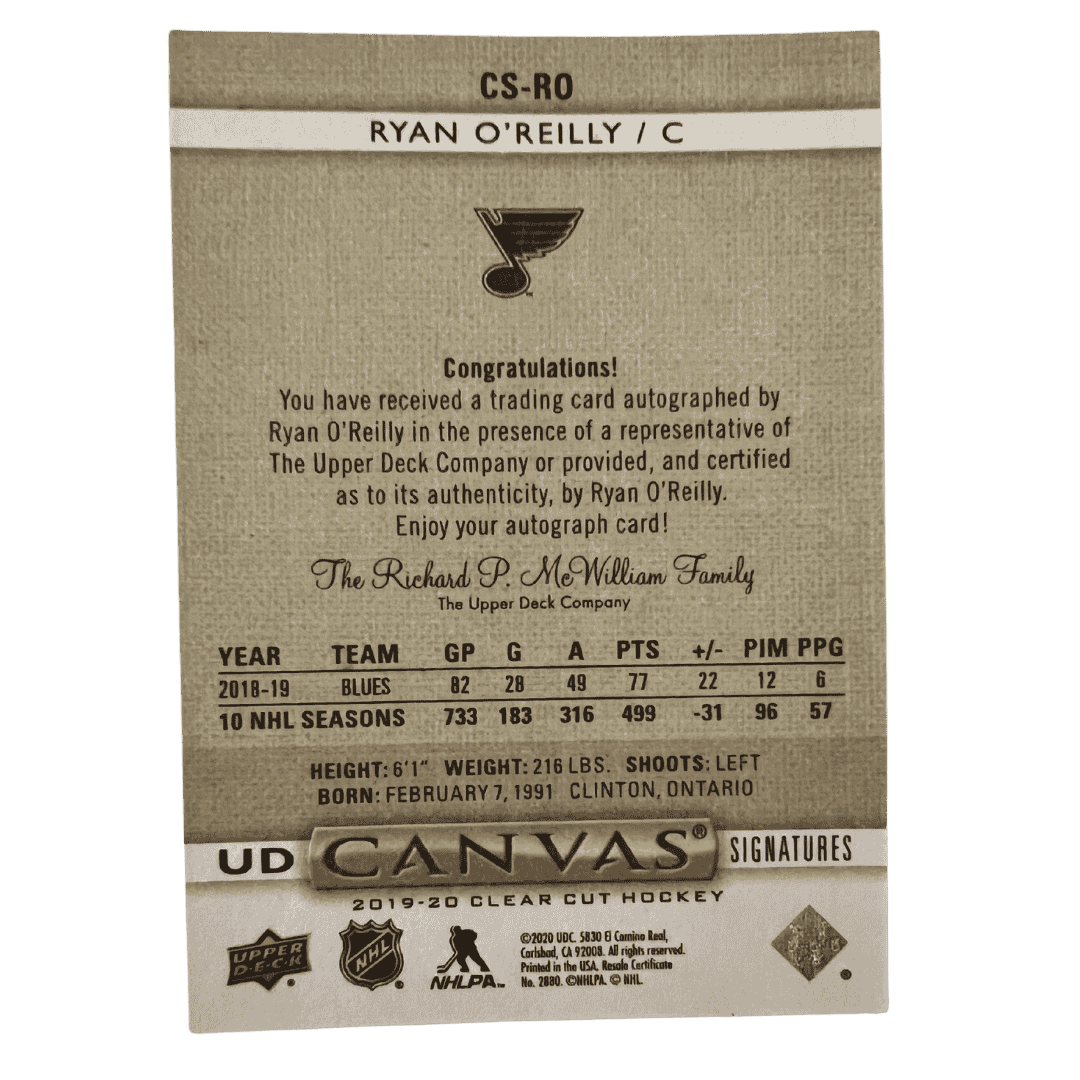 CS-RO
RYAN O'REILLY / C
TM
Congratulations!
You have received a trading card autographed by
Ryan O'Reilly in the presence of a representative of
The Upper Deck Company or provided, and certified
as to its authenticity, by Ryan O'Reilly.
Enjoy your autograph card!
The Richard P. McWilliam Family
The Upper Deck Company
YEAR TEAM GP G A PTS +/- PIM PPG
2018-19 BLUES 82 28 49 77 22 12 6
10 NHL SEASONS 733 183 316 499 -31 96 57
HEIGHT: 6'1" WEIGHT: 216 LBS. SHOOTS: LEFT
BORN: FEBRUARY 7, 1991 CLINTON, ONTARIO
UD CANVAS® SIGNATURES
2019-20 CLEAR CUT HOCKEY
UPPER
D·E·C·K
NHL
NHLPA™
©2020 UDC. 5830 El Camino Real,
Carlsbad, CA 92008. All rights reserved.
Printed in the USA. Resale Certificate
No. 2880. ©NHLPA. © NHL.